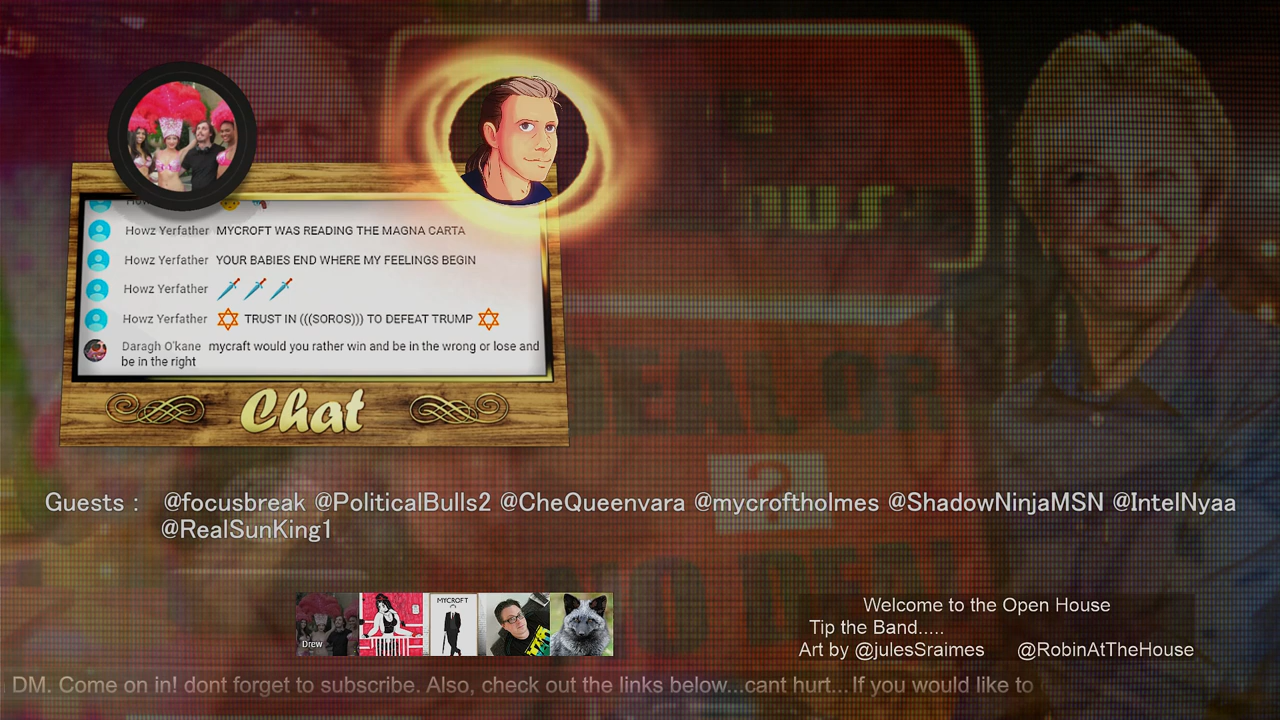 Howz Yerfather MYCROFT WAS READING THE MAGNA CARTA
Howz Yerfather YOUR BABIES END WHERE MY FEELINGS BEGIN
Howz Yerfather 🗡️🗡️🗡️
Howz Yerfather 🔯 TRUST IN (((SOROS))) TO DEFEAT TRUMP 🔯
Daragh O'kane mycraft would you rather win and be in the wrong or lose and
be in the right
Chat
DEAL OR
?
NO DEAL
Guests : @focusbreak @PoliticalBulls2 @CheQueenvara @mycroftholmes @ShadowNinjaMSN @IntelNyaa
@RealSunKing1
Drew
MYCROFT
Welcome to the Open House
Tip the Band.....
Art by @julesSraimes @RobinAtTheHouse
DM. Come on in! dont forget to subscribe. Also, check out the links below...cant hurt... If you would like to